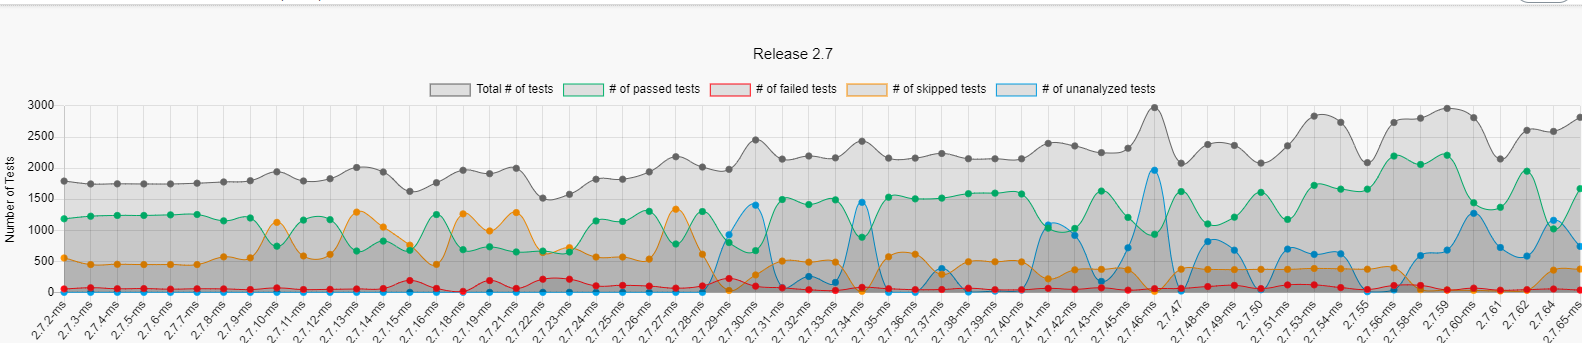 Release 2.7
Total # of tests
# of passed tests
# of failed tests
# of skipped tests
# of unanalyzed tests
Number of Tests
3000
2500
2000
1500
1000
500
0
2.7.2-ms
2.7.3-ms
2.7.4-ms
2.7.5-ms
2.7.6-ms
2.7.7-ms
2.7.8-ms
2.7.9-ms
2.7.10-ms
2.7.11-ms
2.7.12-ms
2.7.13-ms
2.7.14-ms
2.7.15-ms
2.7.16-ms
2.7.17-ms
2.7.18-ms
2.7.19-ms
2.7.21-ms
2.7.22-ms
2.7.23-ms
2.7.24-ms
2.7.25-ms
2.7.26-ms
2.7.27-ms
2.7.28-ms
2.7.29-ms
2.7.30-ms
2.7.31-ms
2.7.32-ms
2.7.33-ms
2.7.34-ms
2.7.35-ms
2.7.36-ms
2.7.37-ms
2.7.38-ms
2.7.39-ms
2.7.40-ms
2.7.41-ms
2.7.42-ms
2.7.43-ms
2.7.45-ms
2.7.46-ms
2.7.47
2.7.48-ms
2.7.49-ms
2.7.50
2.7.51-ms
2.7.53-ms
2.7.54-ms
2.7.55
2.7.56-ms
2.7.58-ms
2.7.59
2.7.60-ms
2.7.61
2.7.62
2.7.64
2.7.65-ms